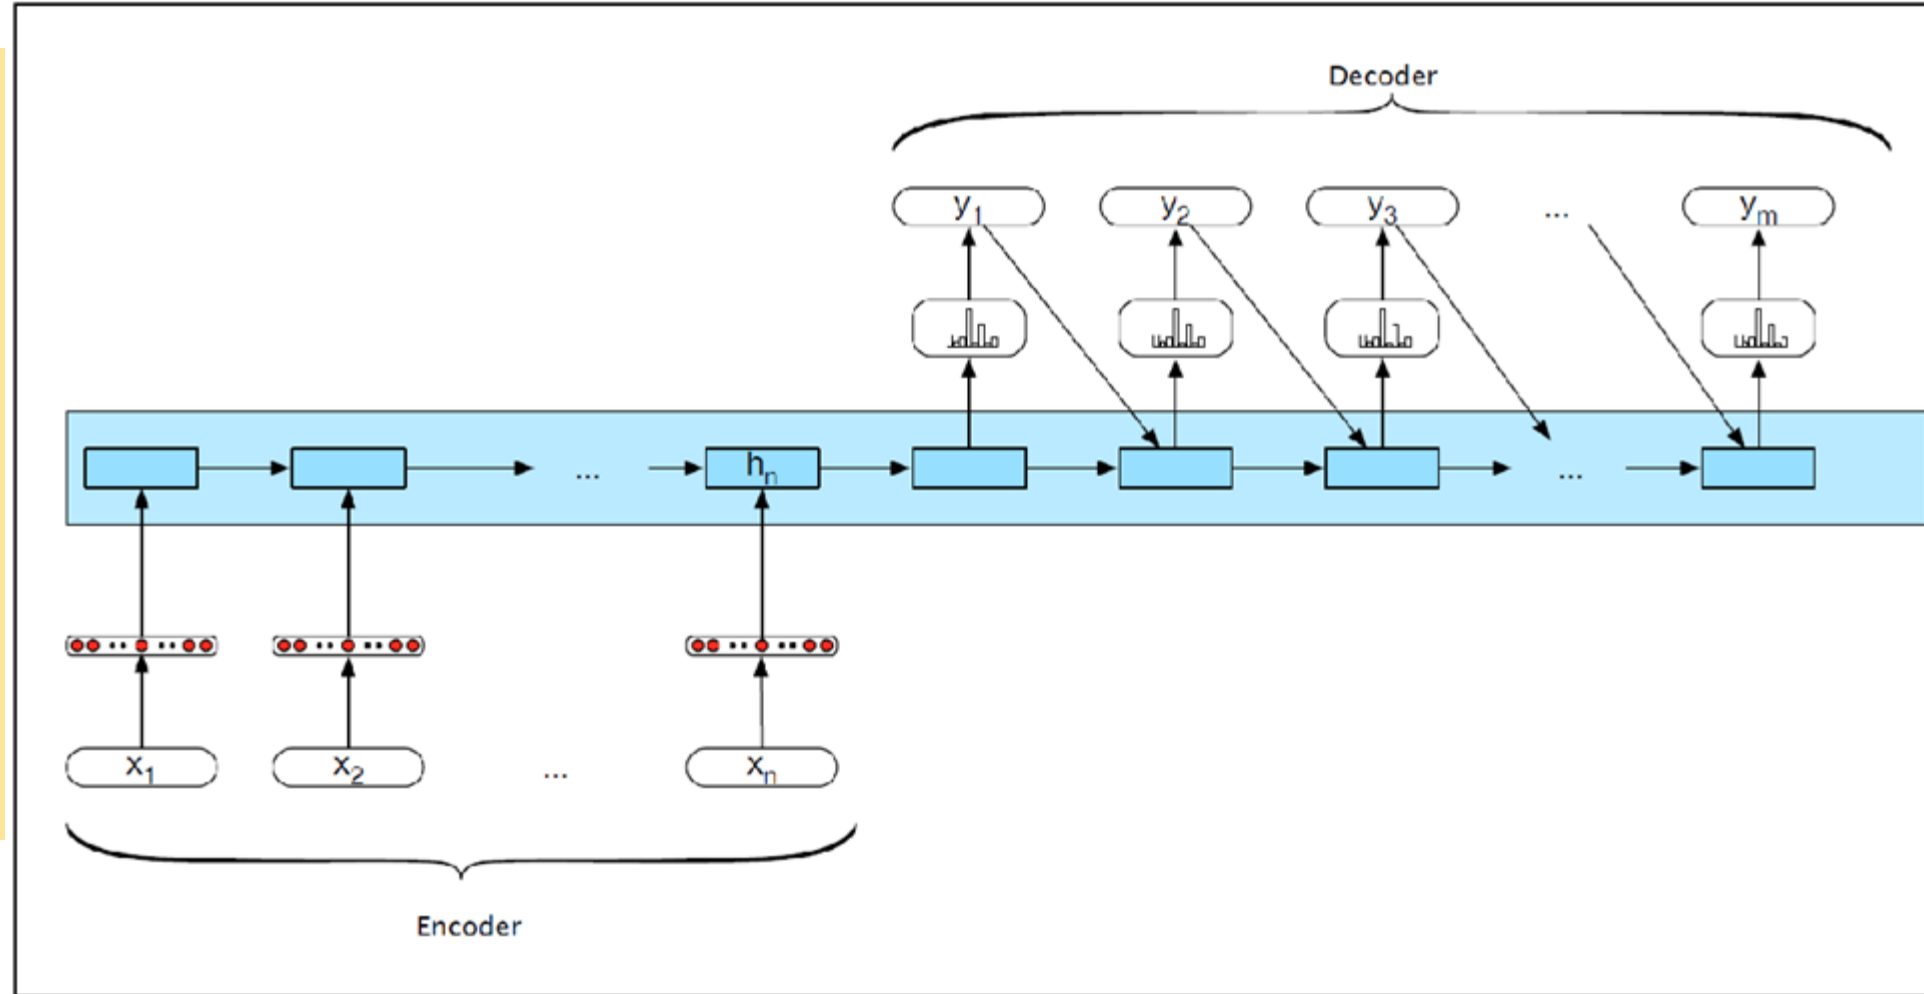 Decoder
y1 y2 y3 ... ym
... hn ...
x1 x2 ... xn
Encoder